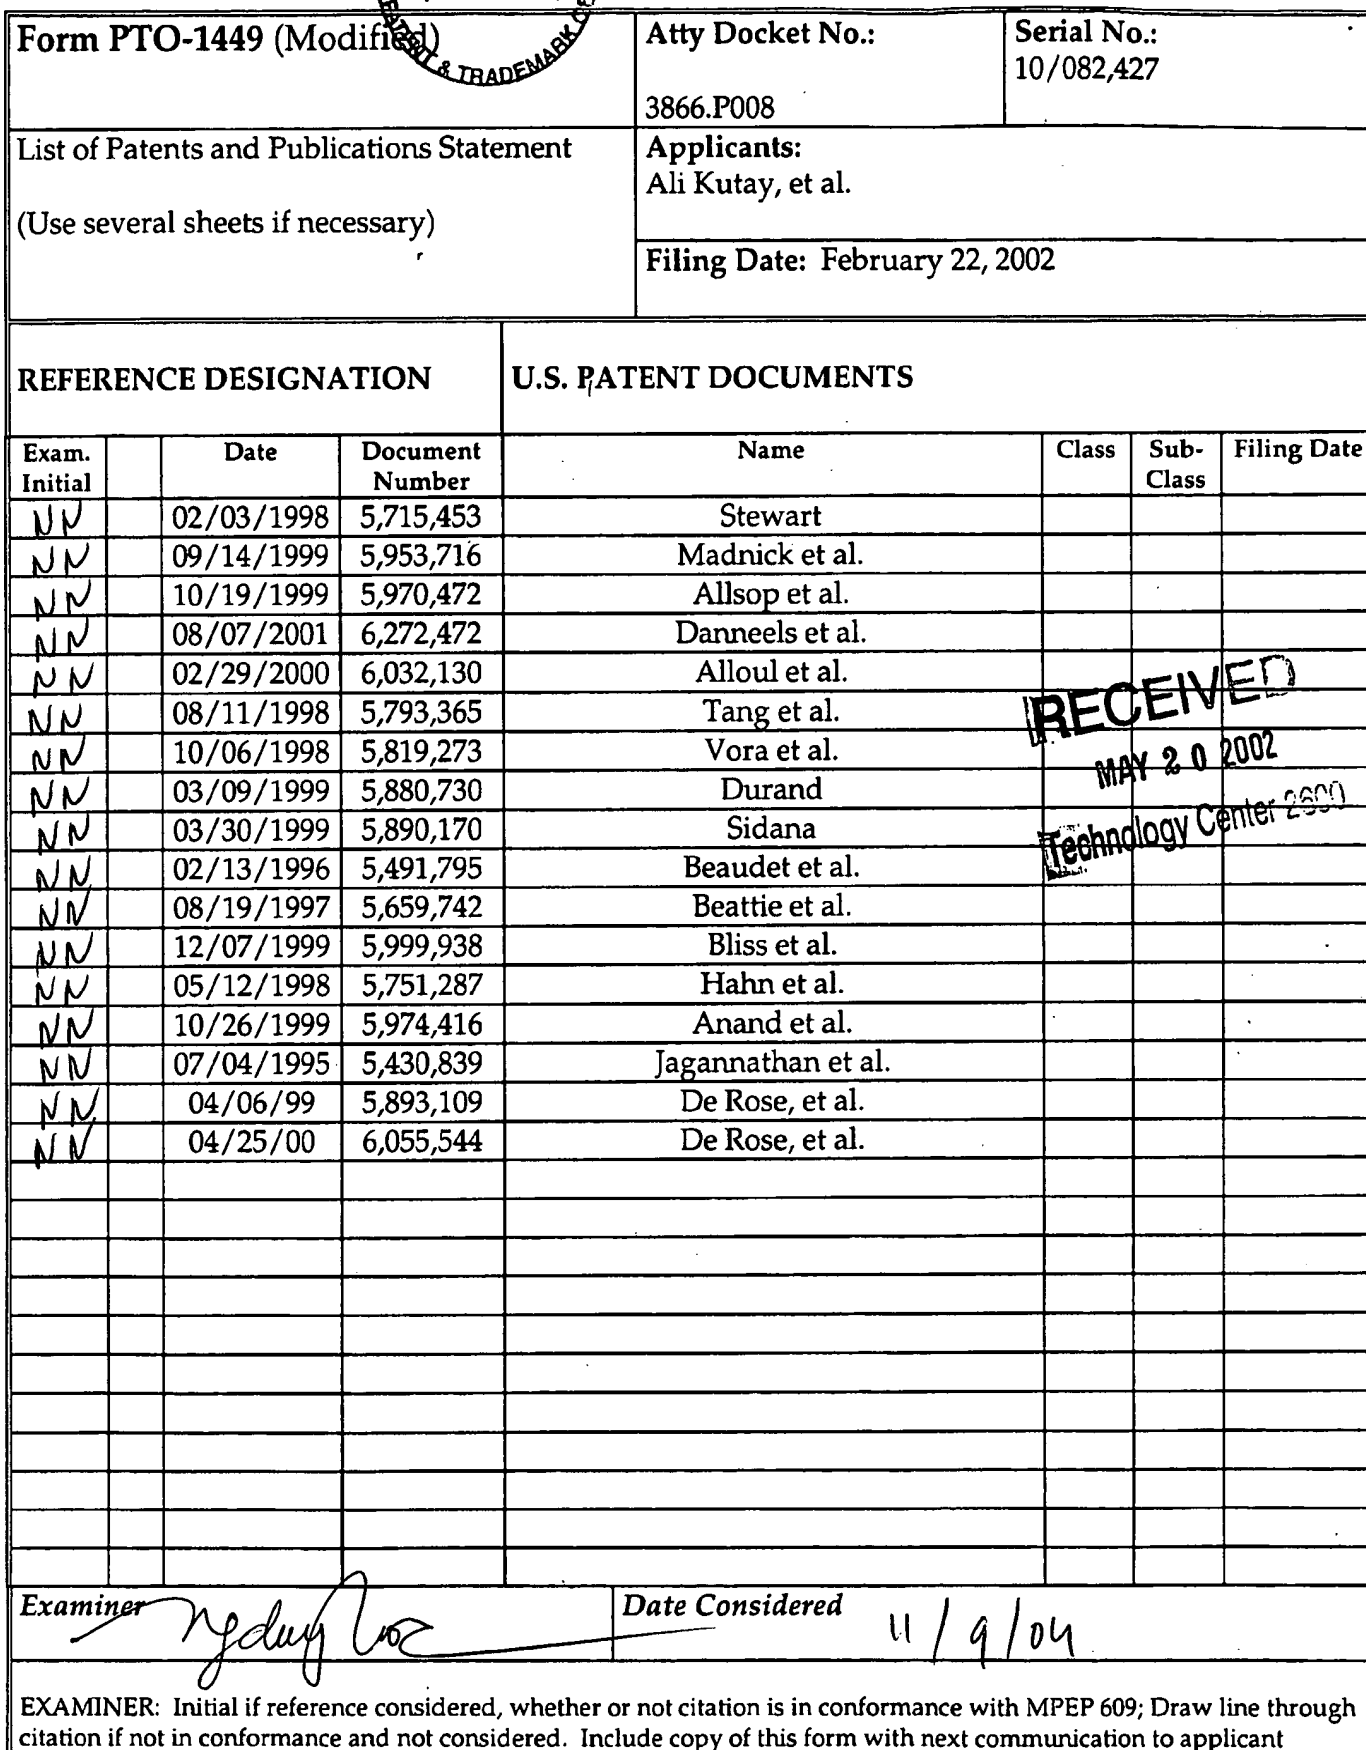 Form PTO-1449 (Modified)
& TRADEMARK
Atty Docket No.:
3866.P008
Serial No.:
10/082,427
List of Patents and Publications Statement
(Use several sheets if necessary)
Applicants:
Ali Kutay, et al.
Filing Date: February 22, 2002
REFERENCE DESIGNATION
U.S. PATENT DOCUMENTS
Exam. Initial Date Document Number Name Class Sub-Class Filing Date
NN 02/03/1998 5,715,453 Stewart
NN 09/14/1999 5,953,716 Madnick et al.
NN 10/19/1999 5,970,472 Allsop et al.
NN 08/07/2001 6,272,472 Danneels et al.
NN 02/29/2000 6,032,130 Alloul et al.
NN 08/11/1998 5,793,365 Tang et al.
NN 10/06/1998 5,819,273 Vora et al.
NN 03/09/1999 5,880,730 Durand
NN 03/30/1999 5,890,170 Sidana
NN 02/13/1996 5,491,795 Beaudet et al.
NN 08/19/1997 5,659,742 Beattie et al.
NN 12/07/1999 5,999,938 Bliss et al.
NN 05/12/1998 5,751,287 Hahn et al.
NN 10/26/1999 5,974,416 Anand et al.
NN 07/04/1995 5,430,839 Jagannathan et al.
NN 04/06/99 5,893,109 De Rose, et al.
NN 04/25/00 6,055,544 De Rose, et al.
RECEIVED
MAY 20 2002
Technology Center 2600
Examiner
Date Considered 11/9/04
EXAMINER: Initial if reference considered, whether or not citation is in conformance with MPEP 609; Draw line through
citation if not in conformance and not considered. Include copy of this form with next communication to applicant